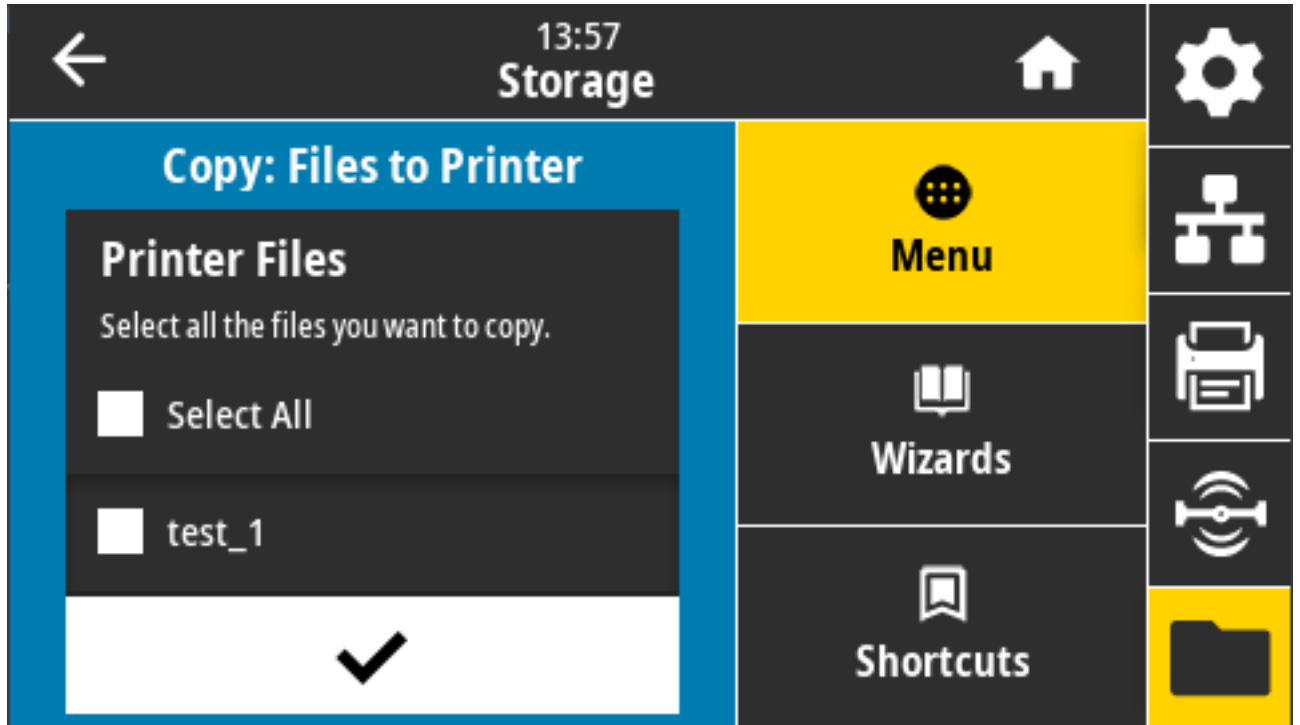 13:57
Storage
Copy: Files to Printer
Printer Files
Select all the files you want to copy.
Select All
test_1
Menu
Wizards
Shortcuts